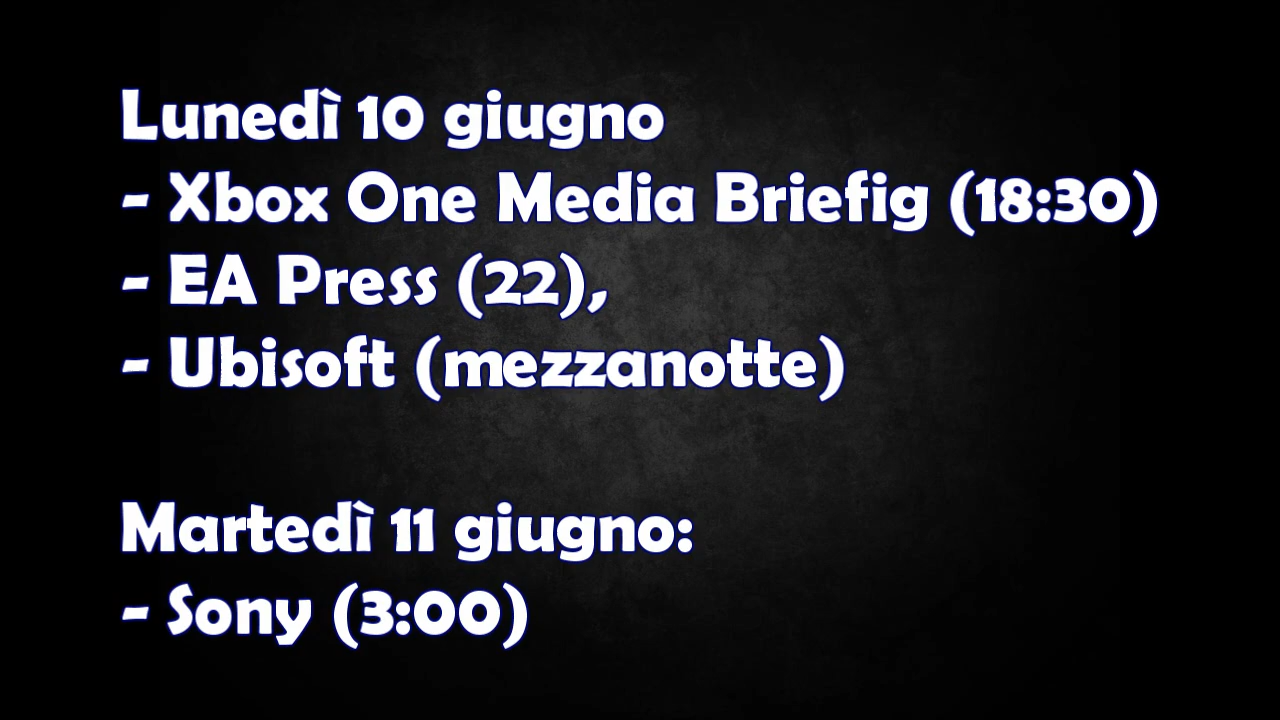 Lunedì 10 giugno
- Xbox One Media Briefig (18:30)
- EA Press (22),
- Ubisoft (mezzanotte)
Martedì 11 giugno:
- Sony (3:00)